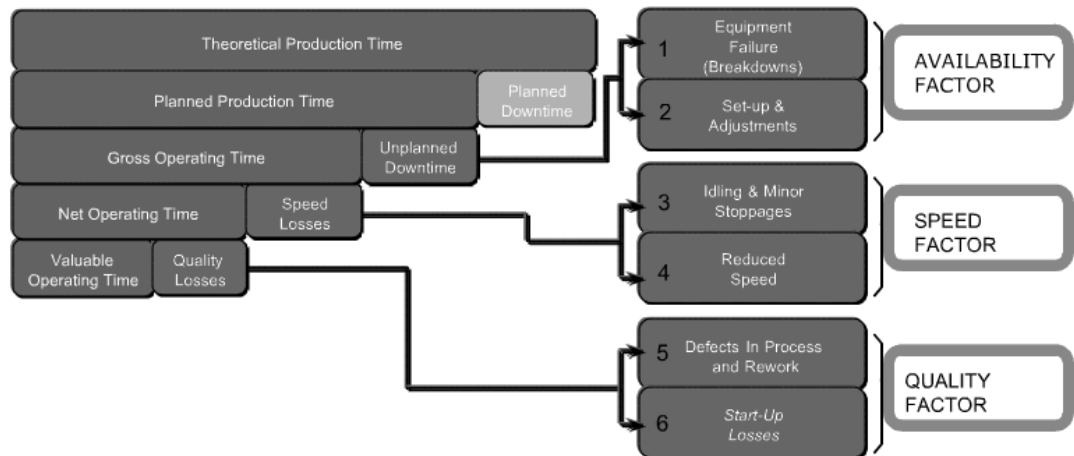 Theoretical Production Time
Planned Production Time
Planned
Downtime
Gross Operating Time
Unplanned
Downtime
Net Operating Time
Speed
Losses
Valuable
Operating Time
Quality
Losses
1
Equipment
Failure
(Breakdowns)
2
Set-up &
Adjustments
AVAILABILITY
FACTOR
3
Idling & Minor
Stoppages
4
Reduced
Speed
SPEED
FACTOR
5
Defects In Process
and Rework
6
Start-Up
Losses
QUALITY
FACTOR